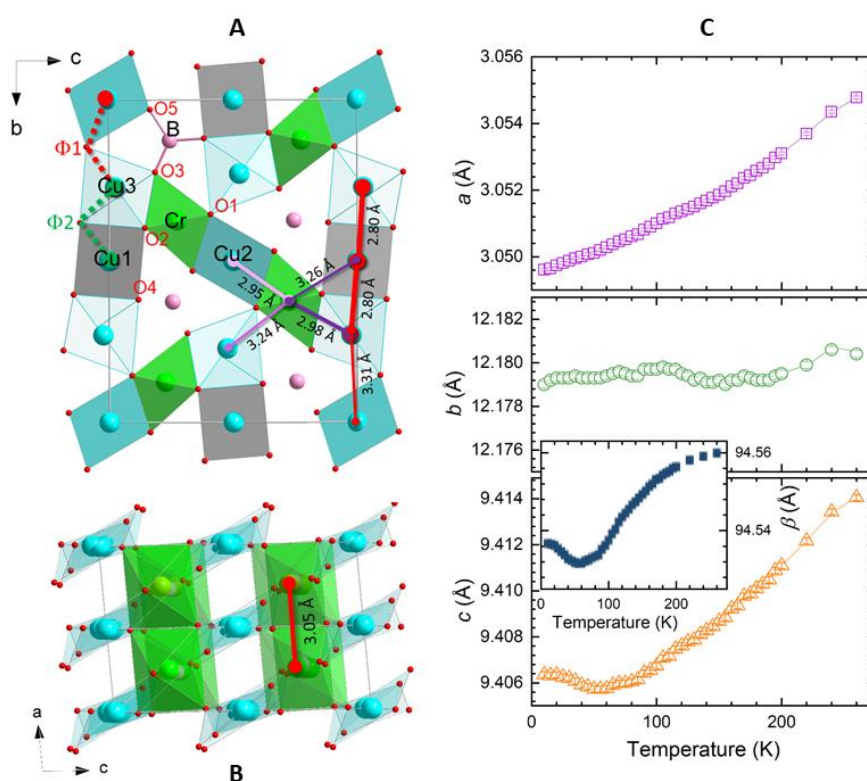 A
c
b
O5
B
Φ1
O3
Cu3
O1
Cr
Φ2
O2
Cu2
Cu1
O4
2.80 Å
3.26 Å
2.95 Å
2.80 Å
2.98 Å
3.24 Å
3.31 Å
3.05 Å
a
c
B
C
3.056
3.054
3.052
3.050
a (Å)
12.182
12.180
12.178
12.176
b (Å)
94.56
94.54
β (Å)
0 100 200
Temperature (K)
9.414
9.412
9.410
9.408
9.406
c (Å)
0 100 200
Temperature (K)